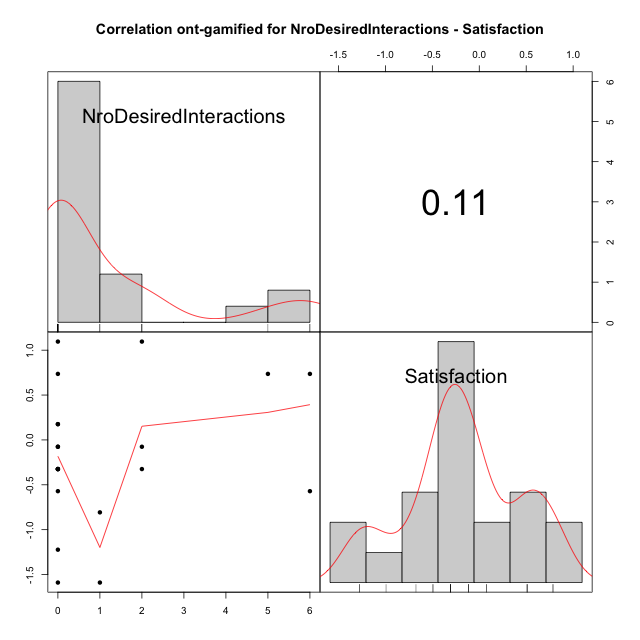 Correlation ont-gamified for NroDesiredInteractions - Satisfaction
-1.5 -1.0 -0.5 0.0 0.5 1.0
NroDesiredInteractions
0.11
6
5
4
3
2
1
0
Satisfaction
1.0
0.5
0.0
-0.5
-1.0
-1.5
0 1 2 3 4 5 6